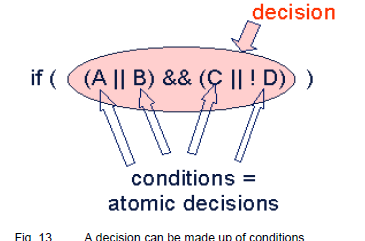 decision
if ( (A || B) && (C || ! D) )
conditions =
atomic decisions
Fig. 13 A decision can be made up of conditions